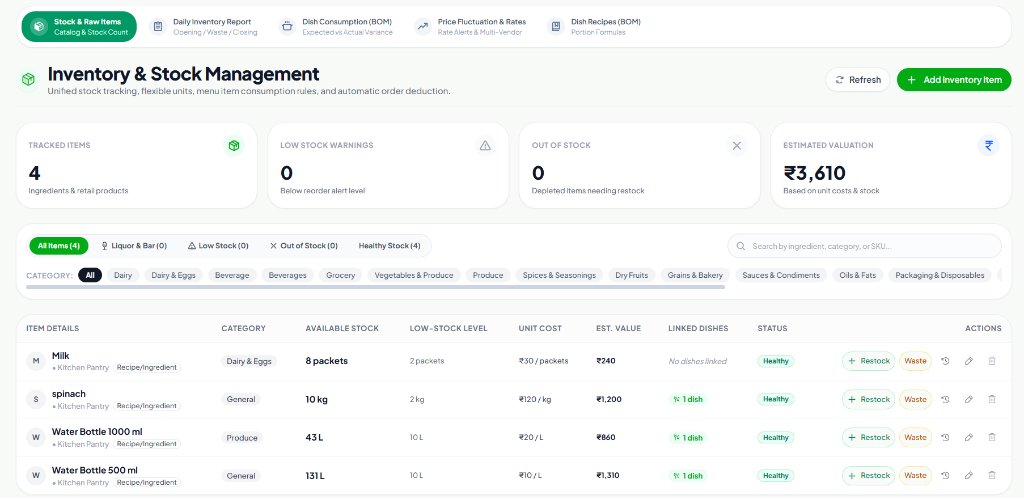 Stock & Raw Items
Catalog & Stock Count
Daily Inventory Report
Opening / Waste / Closing
Dish Consumption (BOM)
Expected vs Actual Variance
Price Fluctuation & Rates
Rate Alerts & Multi-Vendor
Dish Recipes (BOM)
Portion Formulas
Inventory & Stock Management
Unified stock tracking, flexible units, menu item consumption rules, and automatic order deduction.
Refresh
+ Add Inventory Item
TRACKED ITEMS
4
Ingredients & retail products
LOW STOCK WARNINGS
0
Below reorder alert level
OUT OF STOCK
0
Depleted items needing restock
ESTIMATED VALUATION
₹
₹3,610
Based on unit costs & stock
All Items (4) Liquor & Bar (0) Low Stock (0) Out of Stock (0) Healthy Stock (4)
Search by ingredient, category, or SKU...
CATEGORY: All Dairy Dairy & Eggs Beverage Beverages Grocery Vegetables & Produce Produce Spices & Seasonings Dry Fruits Grains & Bakery Sauces & Condiments Oils & Fats Packaging & Disposables
ITEM DETAILS CATEGORY AVAILABLE STOCK LOW-STOCK LEVEL UNIT COST EST. VALUE LINKED DISHES STATUS ACTIONS
M Milk
• Kitchen Pantry Recipe/Ingredient
Dairy & Eggs 8 packets 2 packets ₹30 / packets ₹240 No dishes linked Healthy + Restock Waste
S spinach
• Kitchen Pantry Recipe/Ingredient
General 10 kg 2 kg ₹120 / kg ₹1,200 1 dish Healthy + Restock Waste
W Water Bottle 1000 ml
• Kitchen Pantry Recipe/Ingredient
Produce 43 L 10 L ₹20 / L ₹860 1 dish Healthy + Restock Waste
W Water Bottle 500 ml
• Kitchen Pantry Recipe/Ingredient
General 131 L 10 L ₹10 / L ₹1,310 1 dish Healthy + Restock Waste